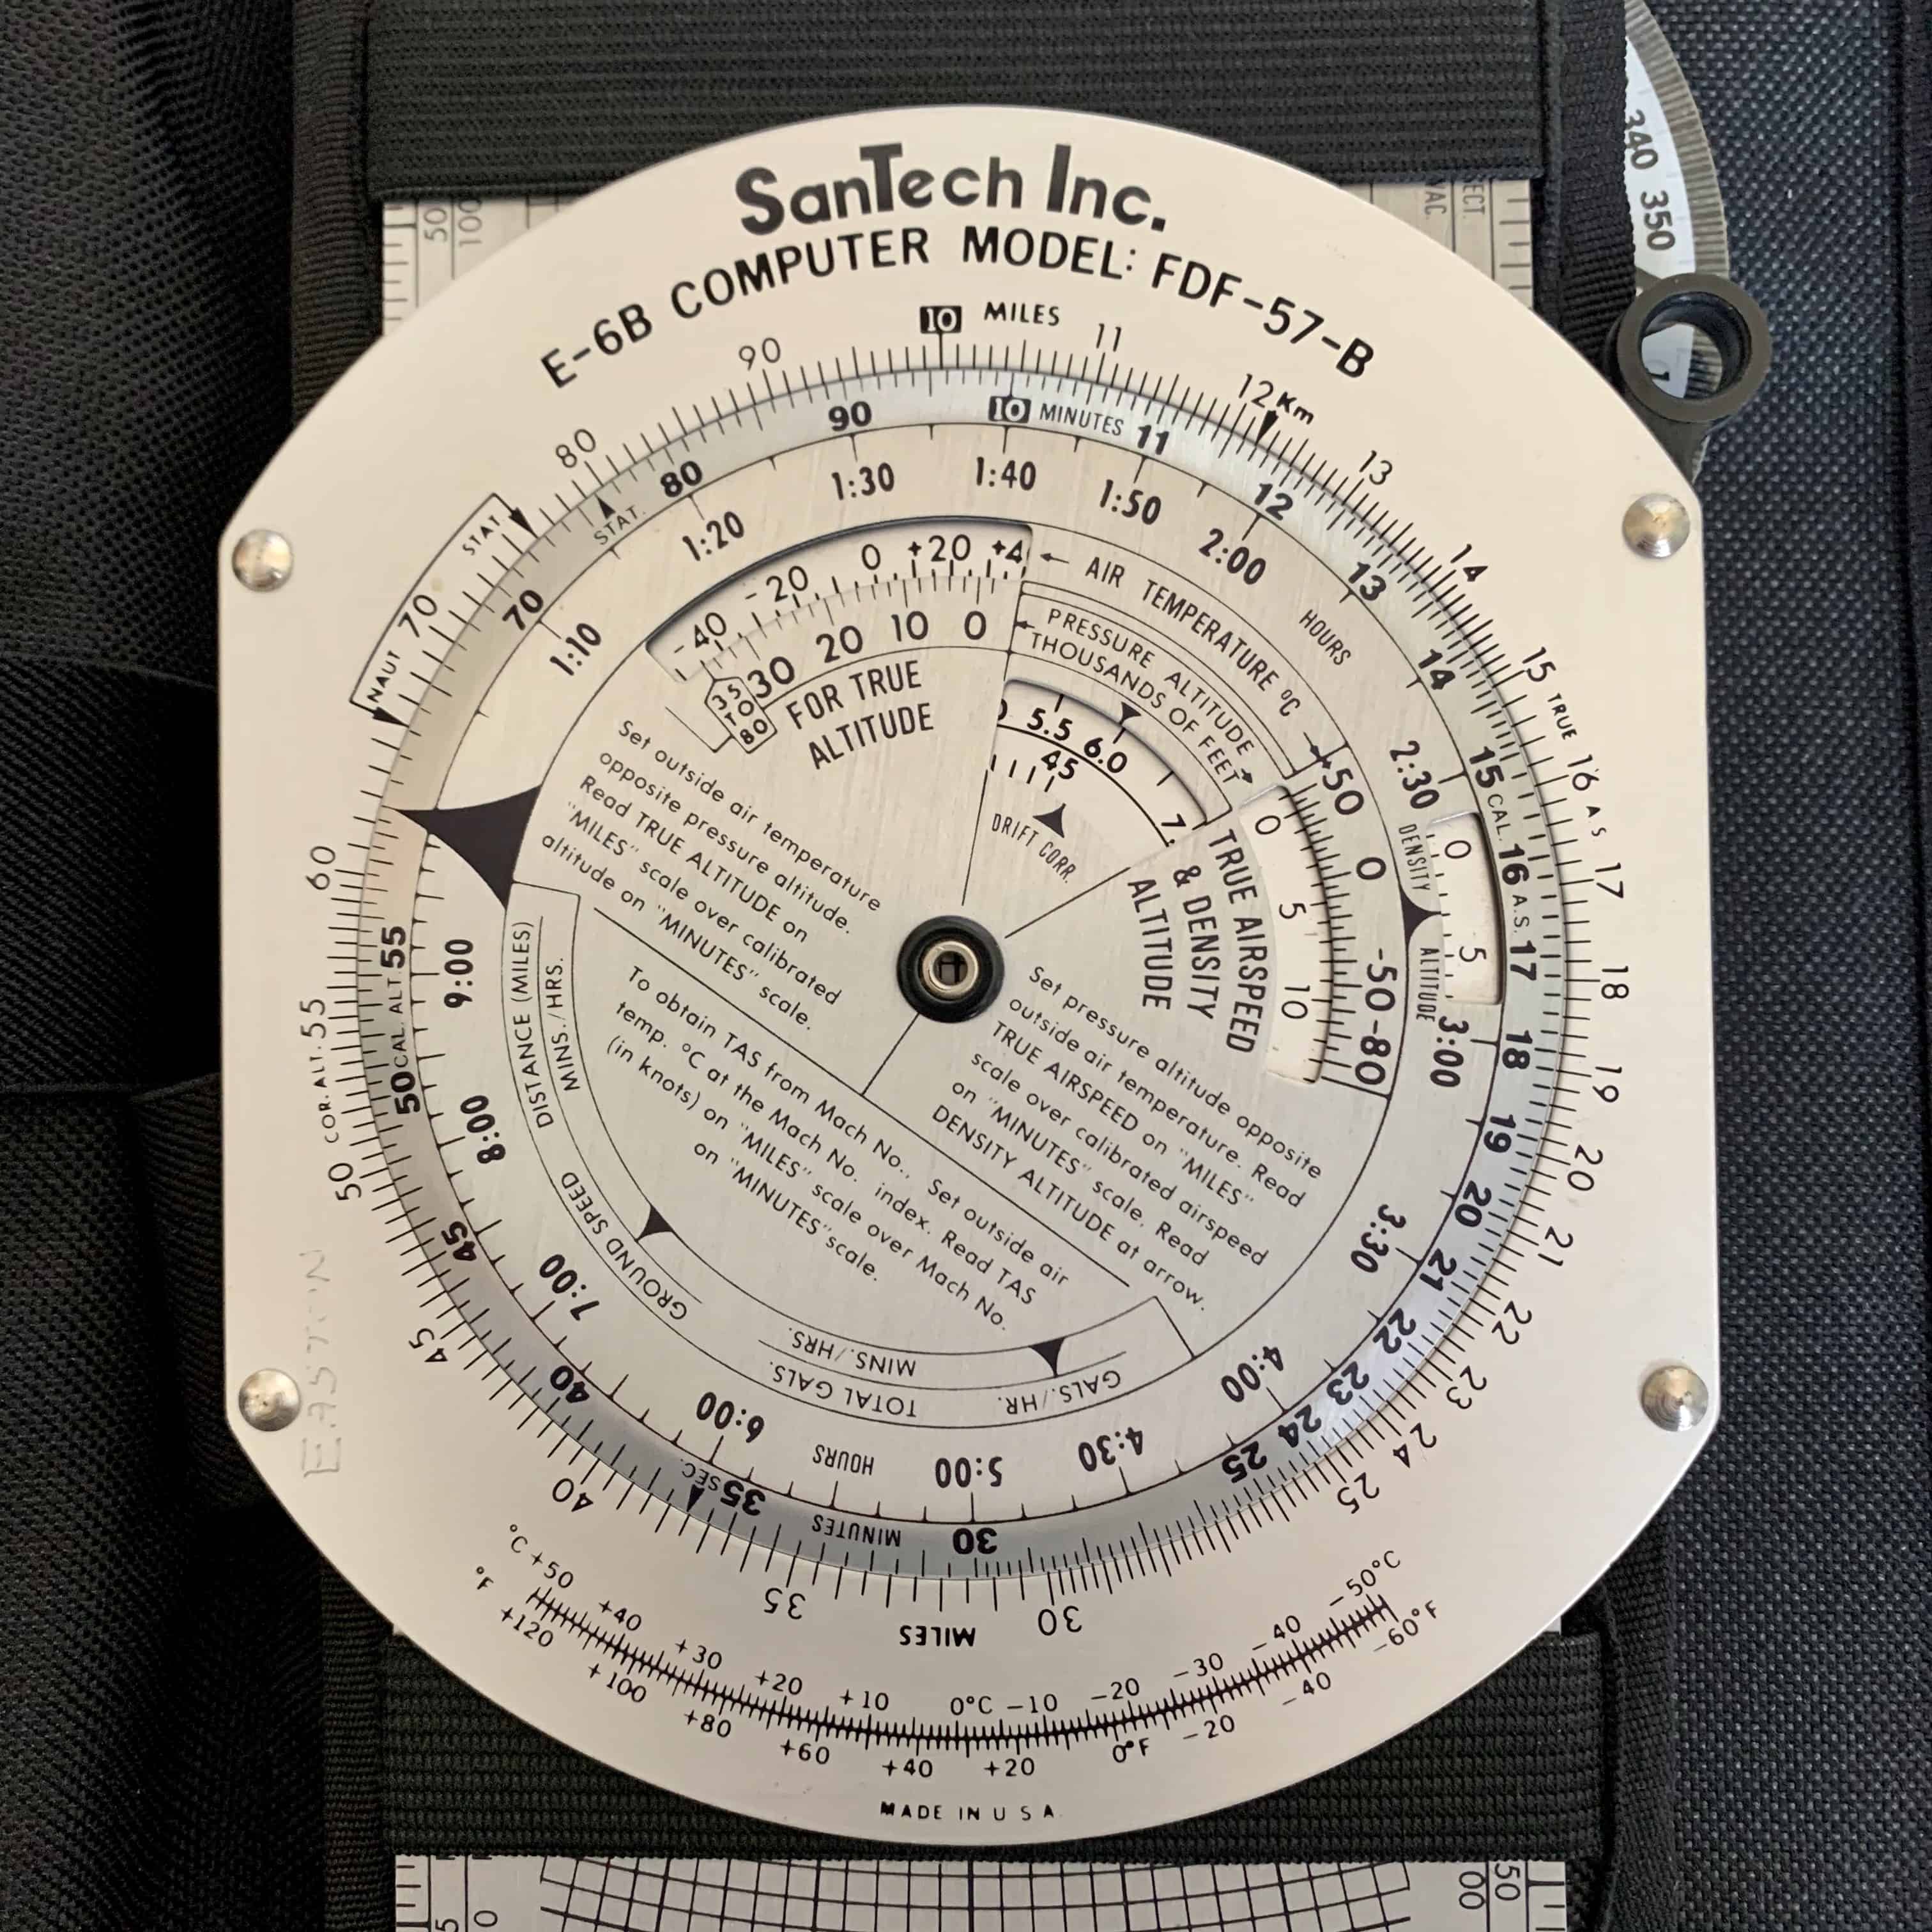 SanTech Inc.
E-6B COMPUTER MODEL: FDF-57-B
340 350
50
100
SECT.
VAC.
10 MILES 11 12 Km 13 14 15 TRUE 16 A S 17 18 19 20 21 22 23 24 25 30 MILES 35 40 45 50 COR. ALT. 55 60 NAUT 70 STAT 80 90
10 MINUTES 11 12 13 14 15 CAL. 16 A.S. 17 18 19 20 21 22 23 24 25 30 MINUTES 35 SEC. 40 45 50 CAL. ALT 55 70 STAT. 80 90
1:10 1:20 1:30 1:40 1:50 2:00 HOURS 2:30 3:00 3:30 4:00 4:30 5:00 HOURS 6:00 7:00 8:00 9:00
-40 -20 0 +20 +4
30 20 10 0
35 TO 80
FOR TRUE
ALTITUDE
AIR TEMPERATURE °C
PRESSURE ALTITUDE
THOUSANDS OF FEET
5.5 6.0 7.
45
DRIFT CORR.
TRUE AIRSPEED
& DENSITY
ALTITUDE
0 5 10
+50 0 -50 -80
DENSITY ALTITUDE
0 5
Set outside air temperature
opposite pressure altitude.
Read TRUE ALTITUDE on
"MILES" scale over calibrated
altitude on "MINUTES" scale.
To obtain TAS from Mach No., Set outside air
temp. °C at the Mach No. index. Read TAS
(in knots) on "MILES" scale over Mach No.
on "MINUTES" scale.
Set pressure altitude opposite
outside air temperature. Read
TRUE AIRSPEED on "MILES"
scale over calibrated airspeed
on "MINUTES" scale. Read
DENSITY ALTITUDE at arrow.
DISTANCE (MILES)
MINS./HRS.
GROUND SPEED
MINS./HRS.
TOTAL GALS.
GALS./HR.
EASTON
°C +50 +40 +30 +20 +10 0°C -10 -20 -30 -40 -50°C
°F +120 +100 +80 +60 +40 +20 0°F -20 -40 -60°F
MADE IN U S A
50
00
5
0